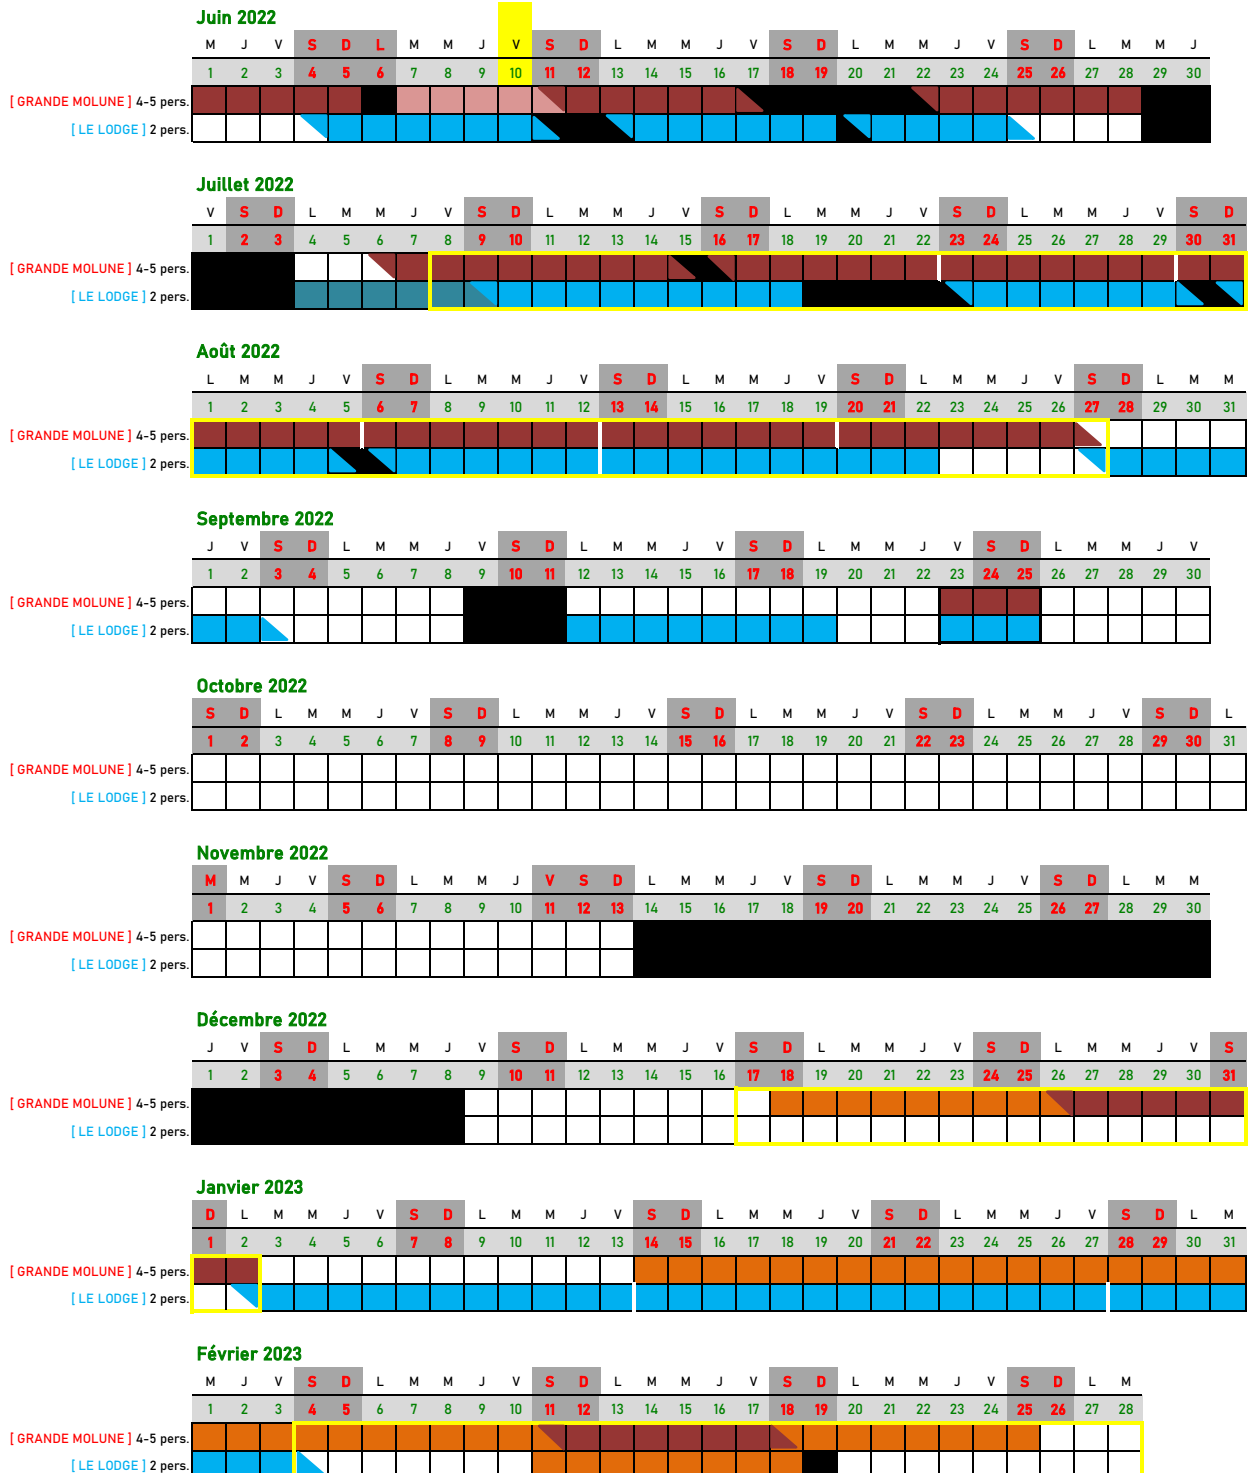 Juin 2022
M J V S D L M M J V S D L M M J V S D L M M J V S D L M M J
1 2 3 4 5 6 7 8 9 10 11 12 13 14 15 16 17 18 19 20 21 22 23 24 25 26 27 28 29 30
[ GRANDE MOLUNE ] 4-5 pers.
[ LE LODGE ] 2 pers.
Juillet 2022
V S D L M M J V S D L M M J V S D L M M J V S D L M M J V S D
1 2 3 4 5 6 7 8 9 10 11 12 13 14 15 16 17 18 19 20 21 22 23 24 25 26 27 28 29 30 31
[ GRANDE MOLUNE ] 4-5 pers.
[ LE LODGE ] 2 pers.
Août 2022
L M M J V S D L M M J V S D L M M J V S D L M M J V S D L M M
1 2 3 4 5 6 7 8 9 10 11 12 13 14 15 16 17 18 19 20 21 22 23 24 25 26 27 28 29 30 31
[ GRANDE MOLUNE ] 4-5 pers.
[ LE LODGE ] 2 pers.
Septembre 2022
J V S D L M M J V S D L M M J V S D L M M J V S D L M M J V
1 2 3 4 5 6 7 8 9 10 11 12 13 14 15 16 17 18 19 20 21 22 23 24 25 26 27 28 29 30
[ GRANDE MOLUNE ] 4-5 pers.
[ LE LODGE ] 2 pers.
Octobre 2022
S D L M M J V S D L M M J V S D L M M J V S D L M M J V S D L
1 2 3 4 5 6 7 8 9 10 11 12 13 14 15 16 17 18 19 20 21 22 23 24 25 26 27 28 29 30 31
[ GRANDE MOLUNE ] 4-5 pers.
[ LE LODGE ] 2 pers.
Novembre 2022
M M J V S D L M M J V S D L M M J V S D L M M J V S D L M M
1 2 3 4 5 6 7 8 9 10 11 12 13 14 15 16 17 18 19 20 21 22 23 24 25 26 27 28 29 30
[ GRANDE MOLUNE ] 4-5 pers.
[ LE LODGE ] 2 pers.
Décembre 2022
J V S D L M M J V S D L M M J V S D L M M J V S D L M M J V S
1 2 3 4 5 6 7 8 9 10 11 12 13 14 15 16 17 18 19 20 21 22 23 24 25 26 27 28 29 30 31
[ GRANDE MOLUNE ] 4-5 pers.
[ LE LODGE ] 2 pers.
Janvier 2023
D L M M J V S D L M M J V S D L M M J V S D L M M J V S D L M
1 2 3 4 5 6 7 8 9 10 11 12 13 14 15 16 17 18 19 20 21 22 23 24 25 26 27 28 29 30 31
[ GRANDE MOLUNE ] 4-5 pers.
[ LE LODGE ] 2 pers.
Février 2023
M J V S D L M M J V S D L M M J V S D L M M J V S D L M
1 2 3 4 5 6 7 8 9 10 11 12 13 14 15 16 17 18 19 20 21 22 23 24 25 26 27 28
[ GRANDE MOLUNE ] 4-5 pers.
[ LE LODGE ] 2 pers.